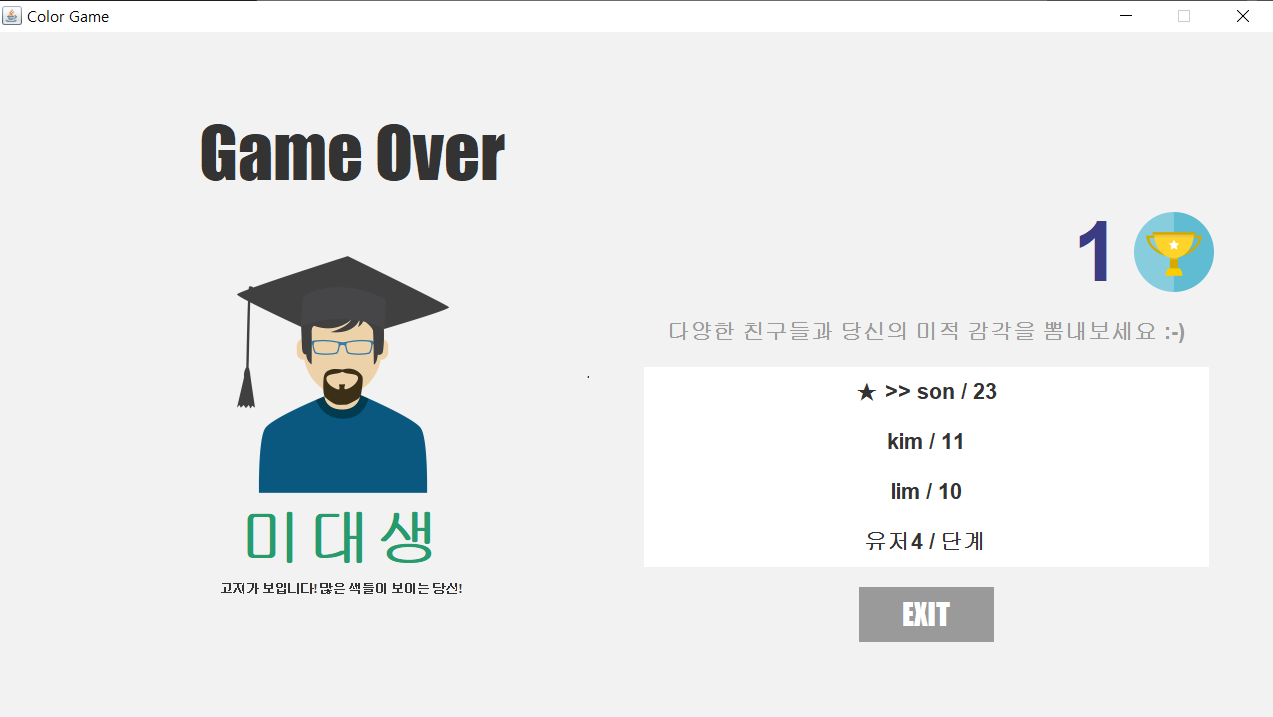 Color Game
Game Over
미대생
고지가 보입니다! 많은 색들이 보이는 당신!
1
다양한 친구들과 당신의 미적 감각을 뽐내보세요 :-)
★ >> son / 23
kim / 11
lim / 10
유저4 / 단계
EXIT